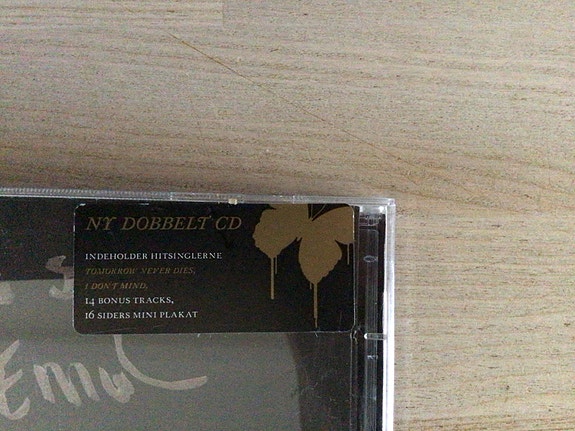 NY DOBBELT CD
INDEHOLDER HITSINGLERNE
TOMORROW NEVER DIES,
I DON'T MIND,
14 BONUS TRACKS,
16 SIDERS MINI PLAKAT